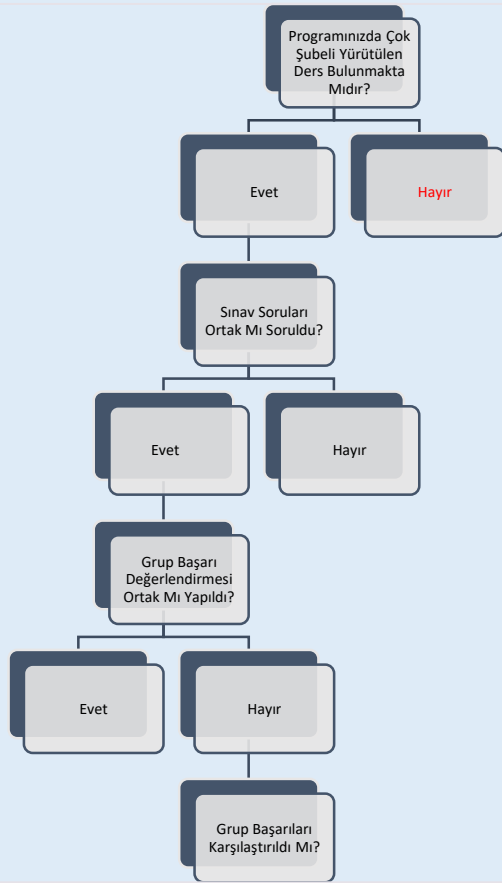 Programınızda Çok
Şubeli Yürütülen
Ders Bulunmakta
Mıdır?
Evet
Hayır
Sınav Soruları
Ortak Mı Soruldu?
Evet
Hayır
Grup Başarı
Değerlendirmesi
Ortak Mı Yapıldı?
Evet
Hayır
Grup Başarıları
Karşılaştırıldı Mı?